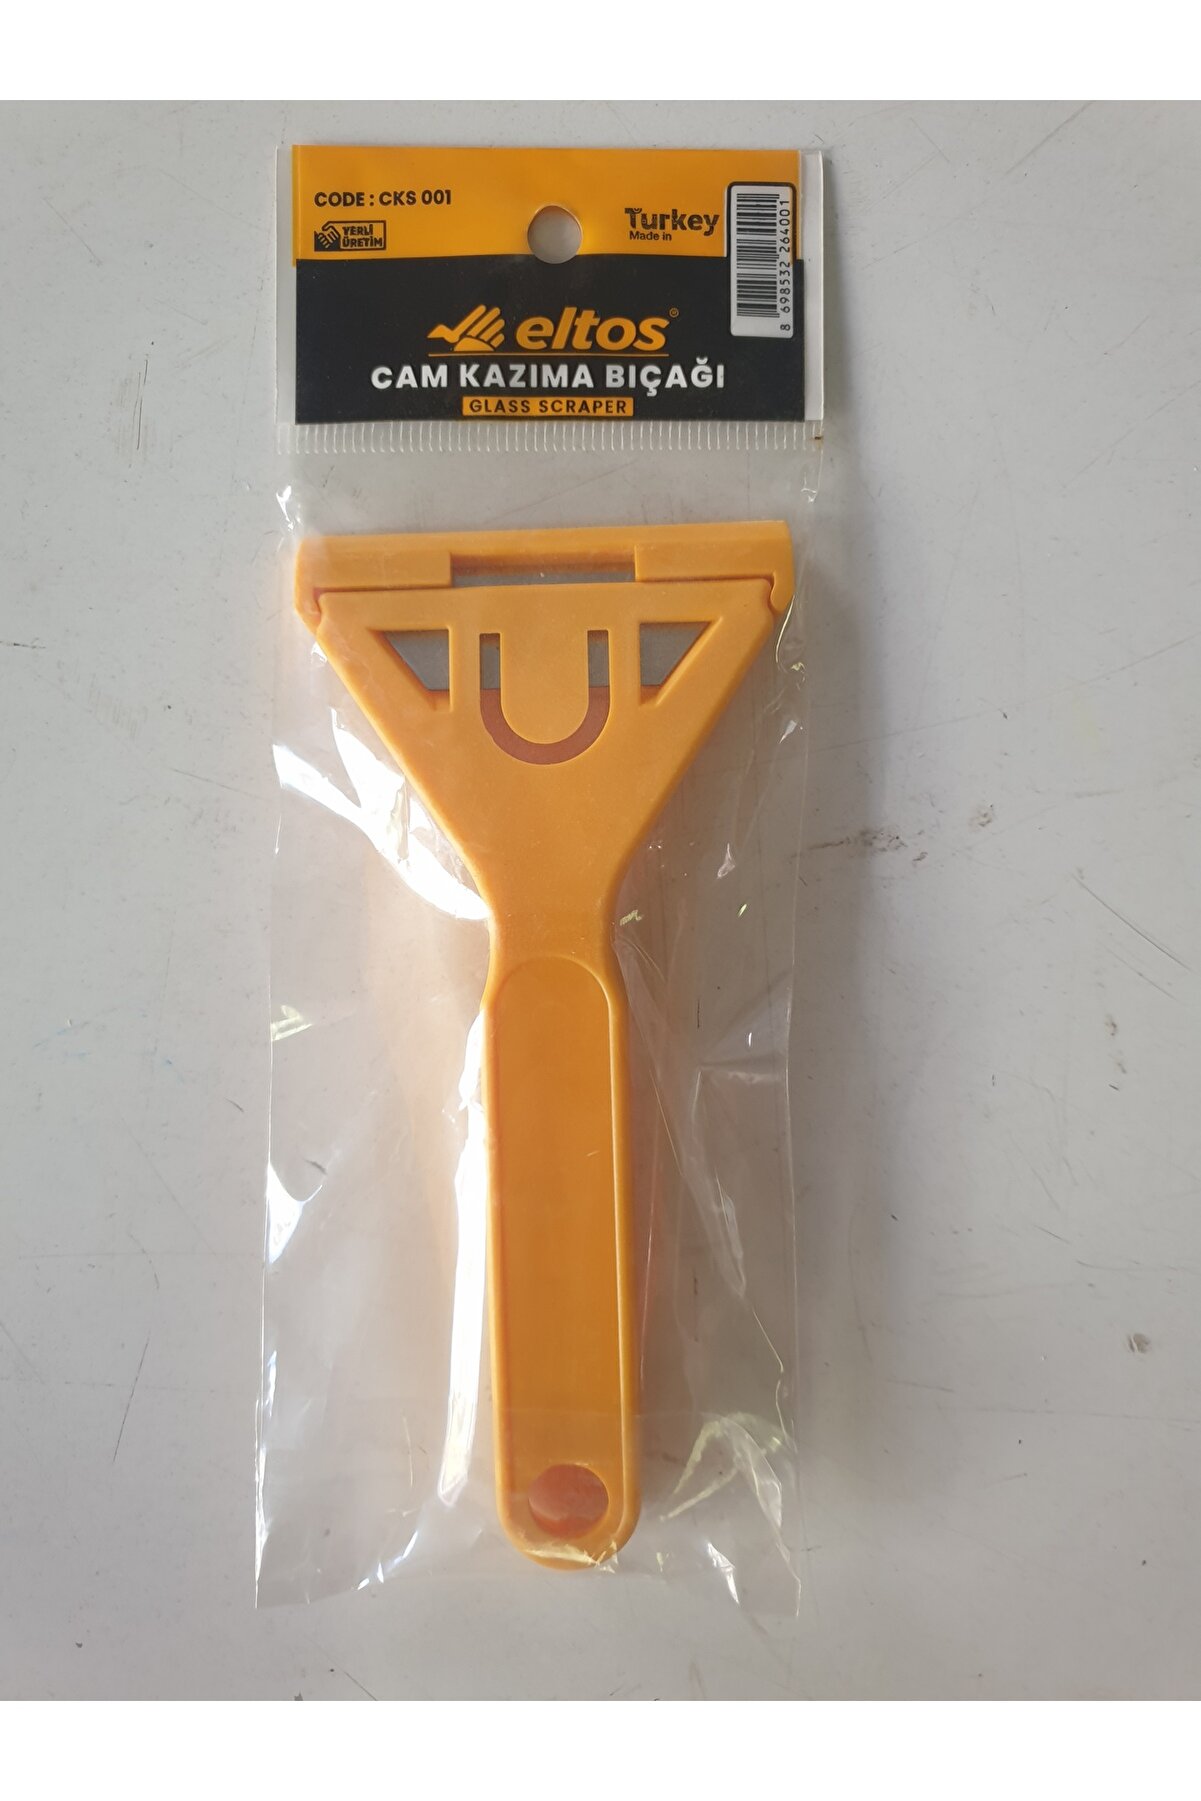 CODE : CKS 001
YERLİ
ÜRETİM
Turkey
Made in
8 698532 264001
eltos®
CAM KAZIMA BIÇAĞI
GLASS SCRAPER